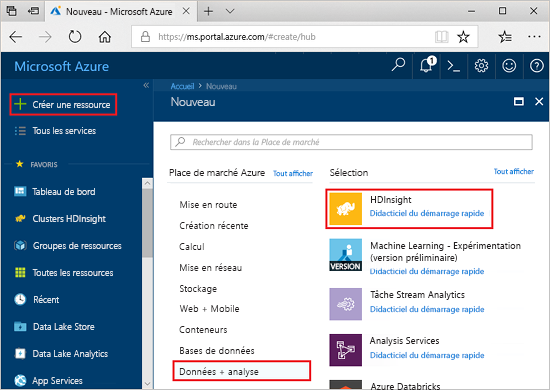 Nouveau - Microsoft Azure
https://ms.portal.azure.com/#create/hub
Microsoft Azure
1
Créer une ressource
Tous les services
FAVORIS
Tableau de bord
Clusters HDInsight
Groupes de ressources
Toutes les ressources
Récent
Data Lake Store
Data Lake Analytics
App Services
Accueil > Nouveau
Nouveau
Rechercher dans la Place de marché
Place de marché Azure Tout afficher
Mise en route
Création récente
Calcul
Mise en réseau
Stockage
Web + Mobile
Conteneurs
Bases de données
Données + analyse
Sélection Tout afficher
HDInsight
Didacticiel du démarrage rapide
VERSION
Machine Learning - Expérimentation
(version préliminaire)
Didacticiel du démarrage rapide
Tâche Stream Analytics
Didacticiel du démarrage rapide
Analysis Services
Didacticiel du démarrage rapide
Azure Databricks